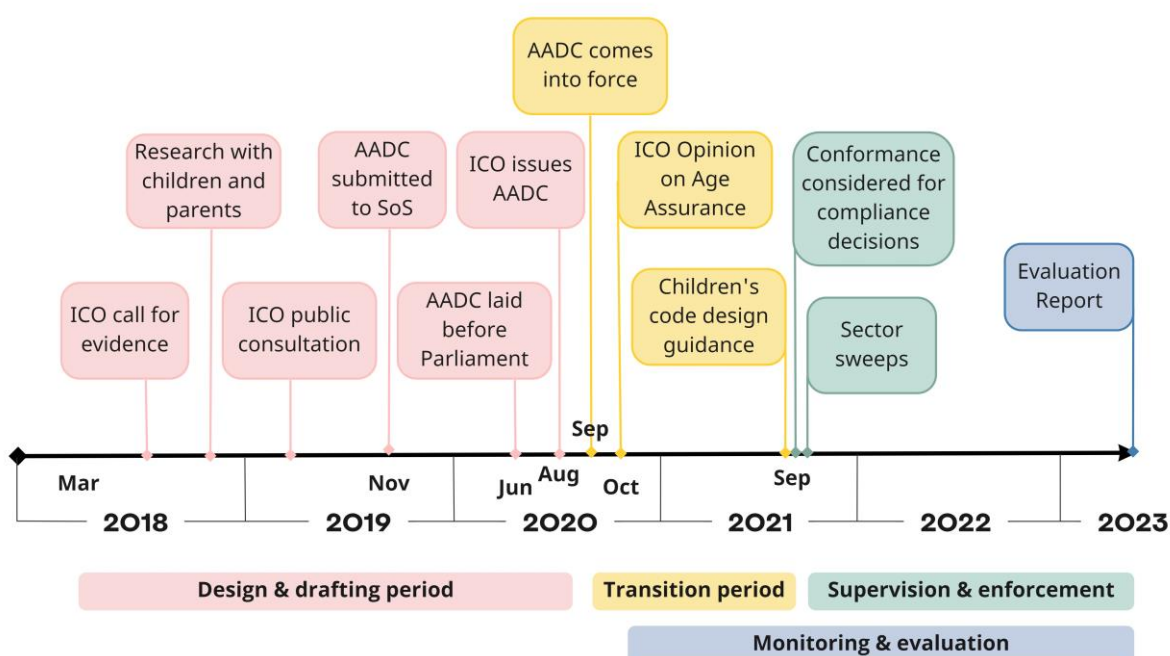 AADC comes
into force
Research with
children and
parents
AADC
submitted
to SoS
ICO issues
AADC
ICO Opinion
on Age
Assurance
Conformance
considered for
compliance
decisions
ICO call for
evidence
ICO public
consultation
AADC laid
before
Parliament
Children's
code design
guidance
Sector
sweeps
Evaluation
Report
Sep
Mar
Nov
Jun
Aug
Oct
Sep
2018
2019
2020
2021
2022
2023
Design & drafting period
Transition period
Supervision & enforcement
Monitoring & evaluation